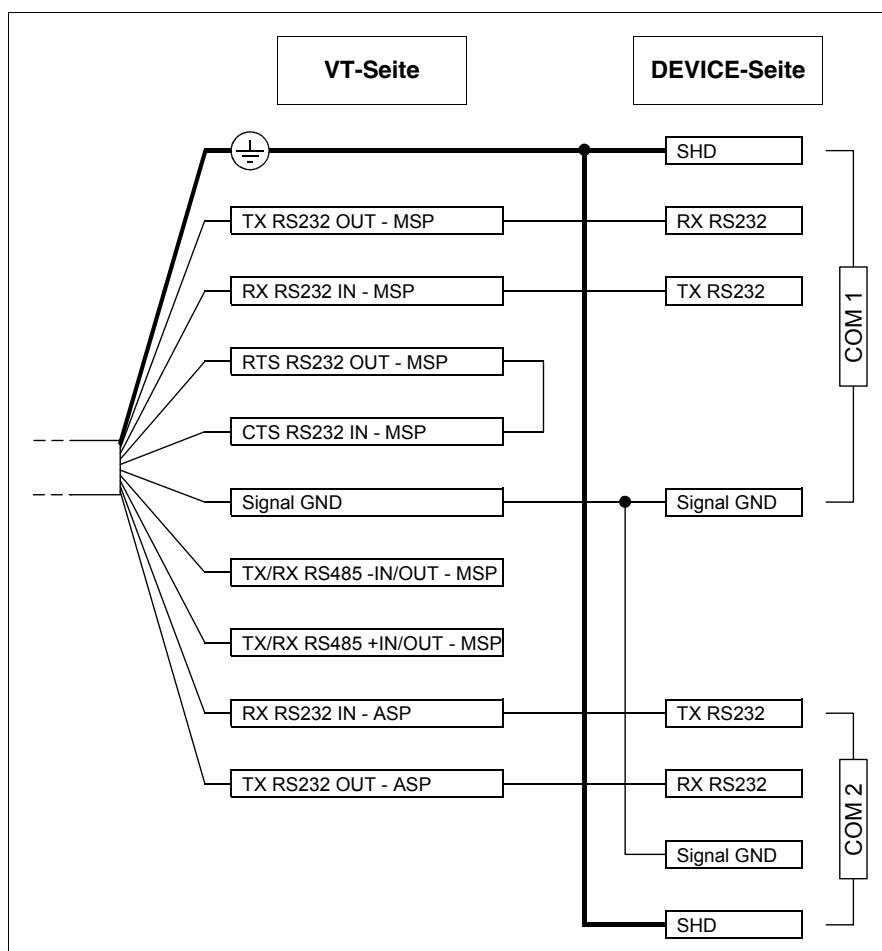 VT-Seite DEVICE-Seite
SHD
TX RS232 OUT - MSP RX RS232
RX RS232 IN - MSP TX RS232
COM 1
RTS RS232 OUT - MSP
CTS RS232 IN - MSP
Signal GND Signal GND
TX/RX RS485 -IN/OUT - MSP
TX/RX RS485 +IN/OUT - MSP
RX RS232 IN - ASP TX RS232
TX RS232 OUT - ASP RX RS232
COM 2
Signal GND
SHD